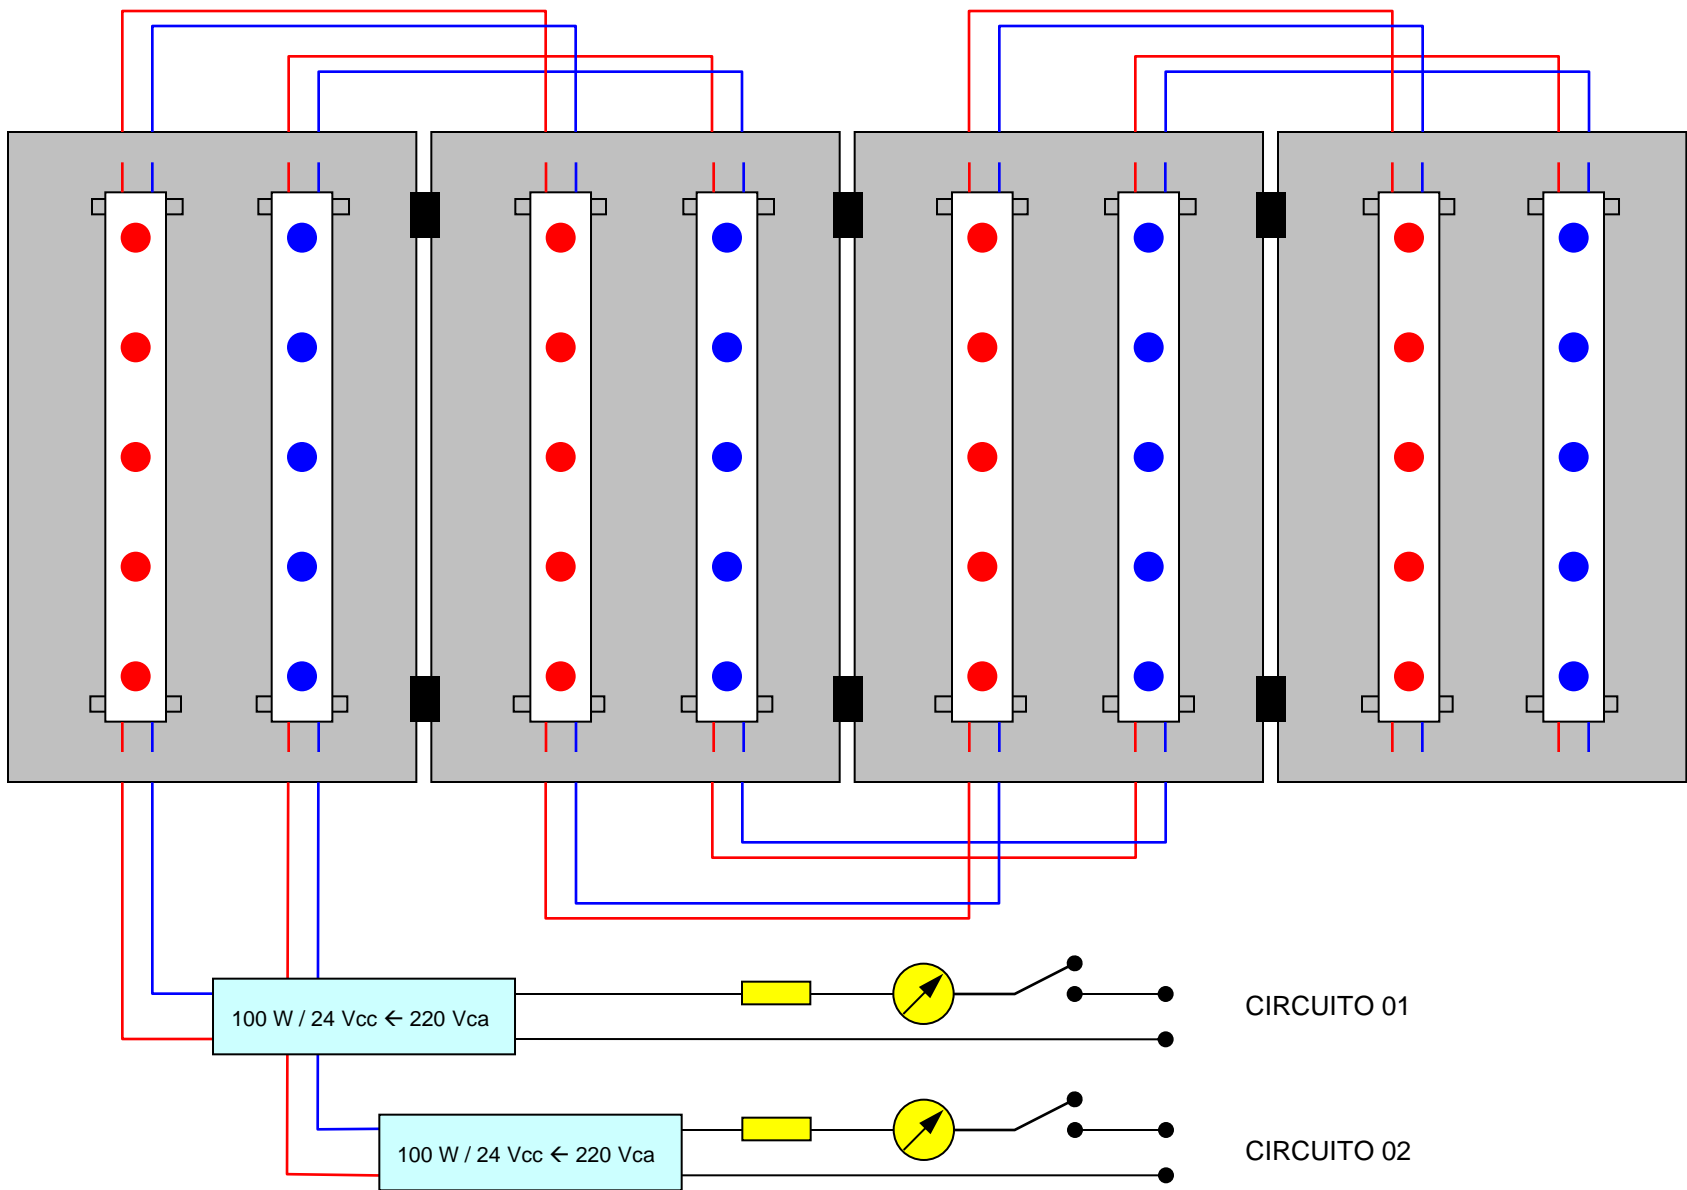 100 W / 24 Vcc ← 220 Vca
CIRCUITO 01
100 W / 24 Vcc ← 220 Vca
CIRCUITO 02